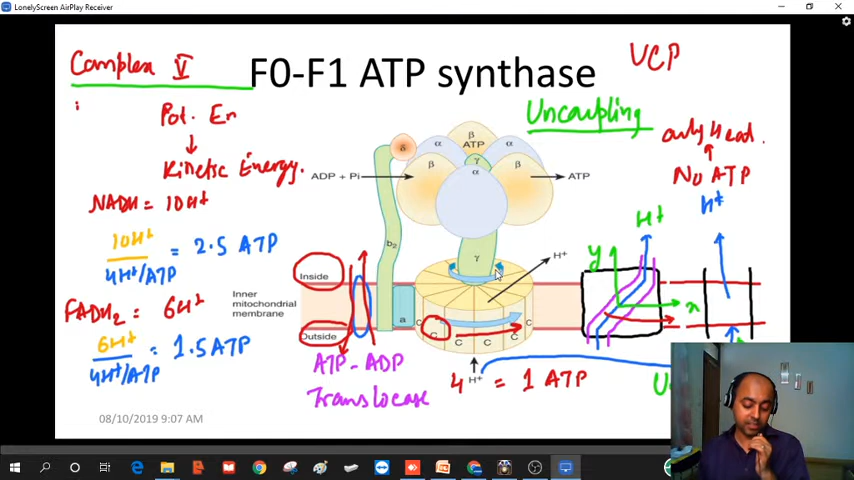 LonelyScreen AirPlay Receiver
Complex V
F0-F1 ATP synthase
UCP
Uncoupling
Pot. En
Kinetic Energy.
NADH = 10H+
10H+
4H+/ATP
= 2.5 ATP
FADH2 = 6H+
6H+
4H+/ATP
= 1.5 ATP
β
ATP
δ
α
α
γ
β
α
β
ADP + Pi
ATP
b2
γ
H+
Inside
Inner
mitochondrial
membrane
Outside
a
C
C
C
C
C
C
H+
4
= 1 ATP
ATP-ADP
Translocase
only Heat.
No ATP
H+
H+
y
x
08/10/2019 9:07 AM